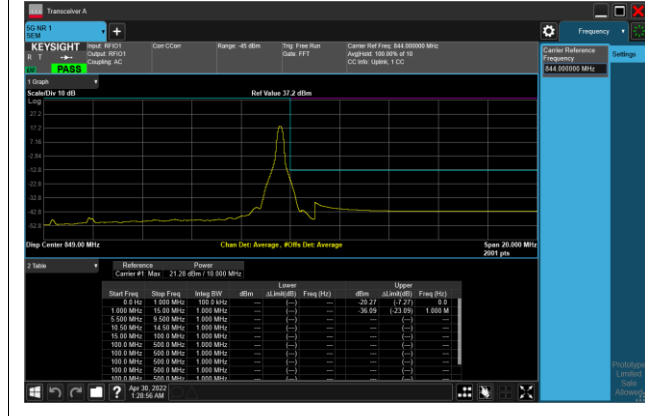 Transceiver A
5G NR 1
SEM
+
Frequency
KEYSIGHT
R T
PASS
Input: RFIO1
Output: RFIO1
Coupling: AC
Corr CCorr
Range: -45 dBm
Trig: Free Run
Gate: FFT
Carrier Ref Freq: 844.000000 MHz
Avg|Hold: 100.00% of 10
CC Info: Uplink, 1 CC
Carrier Reference
Frequency
844.000000 MHz
Settings
1 Graph
Scale/Div 10 dB
Ref Value 37.2 dBm
Log
27.2
17.2
7.16
-2.84
-12.8
-22.8
-32.8
-42.8
-52.8
Disp Center 849.00 MHz
Chan Det: Average , #Offs Det: Average
Span 20.000 MHz
2001 pts
2 Table
Reference Power
Carrier #1 Max 21.28 dBm / 10.000 MHz
Lower Upper
Start Freq Stop Freq Integ BW dBm ΔLimit(dB) Freq (Hz) dBm ΔLimit(dB) Freq (Hz)
0.0 Hz 1.000 MHz 100.0 kHz --- (---) --- -20.27 (-7.27) 0.0
1.000 MHz 15.00 MHz 1.000 MHz --- (---) --- -36.09 (-23.09) 1.000 M
5.500 MHz 9.500 MHz 1.000 MHz --- (---) --- --- (---) ---
10.50 MHz 14.50 MHz 1.000 MHz --- (---) --- --- (---) ---
15.00 MHz 100.0 MHz 1.000 MHz --- (---) --- --- (---) ---
100.0 MHz 500.0 MHz 1.000 MHz --- (---) --- --- (---) ---
100.0 MHz 500.0 MHz 1.000 MHz --- (---) --- --- (---) ---
100.0 MHz 500.0 MHz 1.000 MHz --- (---) --- --- (---) ---
100.0 MHz 500.0 MHz 1.000 MHz --- (---) --- --- (---) ---
100.0 MHz 500.0 MHz 1.000 MHz --- (---) --- --- (---) ---
?
Apr 30, 2022
1:28:56 AM
Prototype
Limited
Sale
Allowed